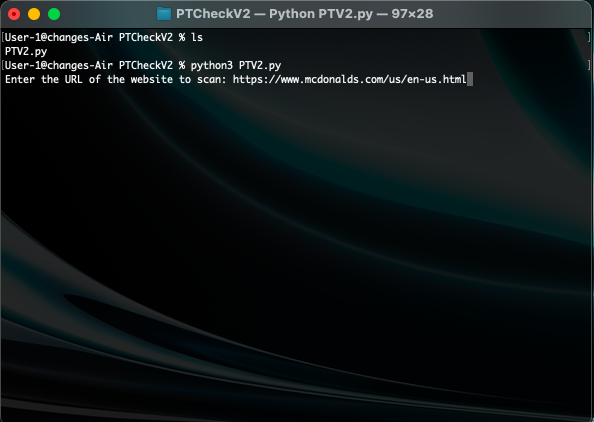 PTCheckV2 — Python PTV2.py — 97×28
[User-1@changes-Air PTCheckV2 % ls ]
PTV2.py
[User-1@changes-Air PTCheckV2 % python3 PTV2.py ]
Enter the URL of the website to scan: https://www.mcdonalds.com/us/en-us.html